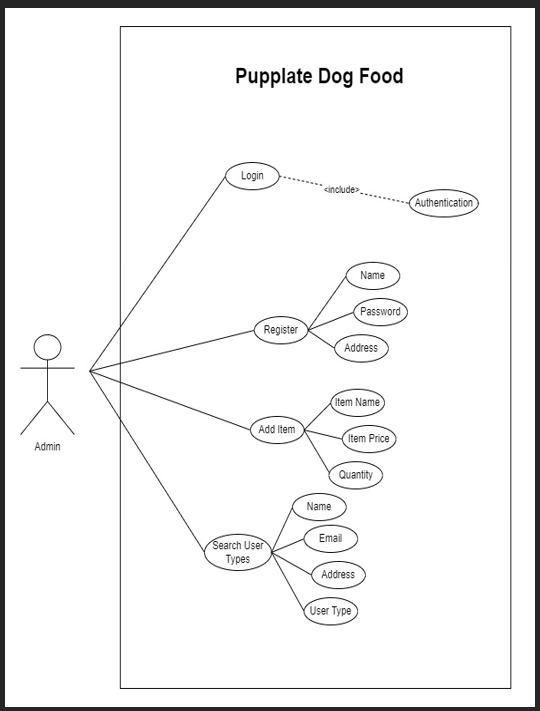 Pupplate Dog Food
Login
<include>
Authentication
Name
Password
Register
Address
Admin
Item Name
Add Item
Item Price
Quantity
Name
Email
Search User
Types
Address
User Type